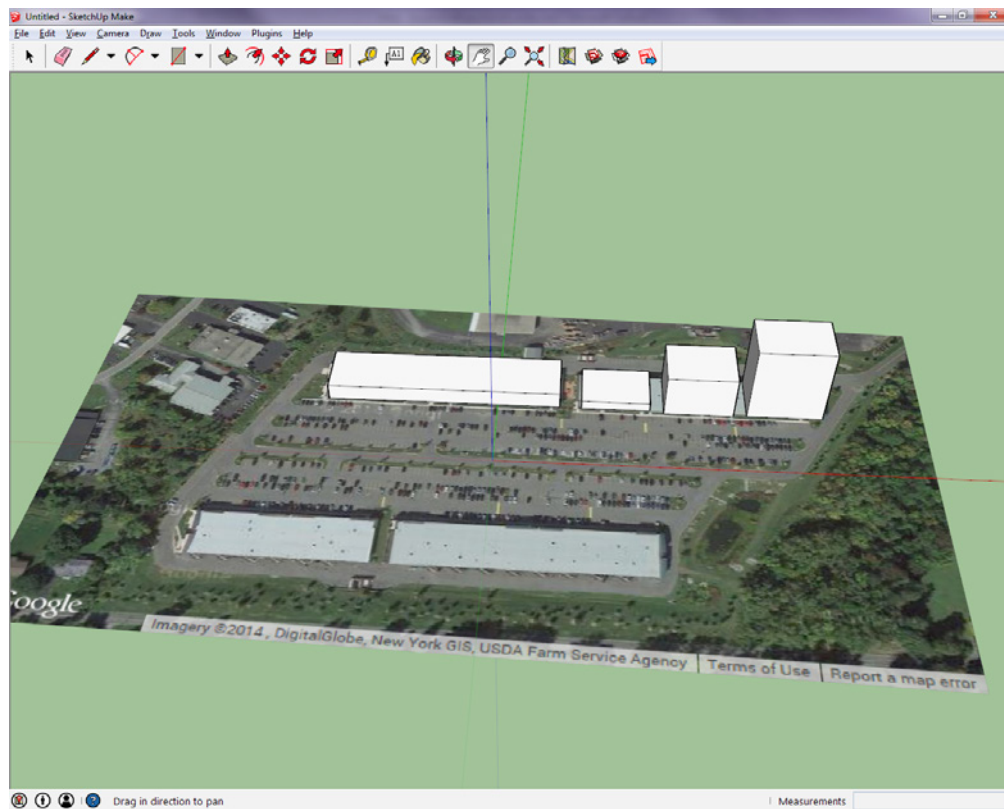 Untitled - SketchUp Make
File Edit View Camera Draw Tools Window Plugins Help
A1
Google
Imagery ©2014 , DigitalGlobe, New York GIS, USDA Farm Service Agency
Terms of Use
Report a map error
Drag in direction to pan
Measurements